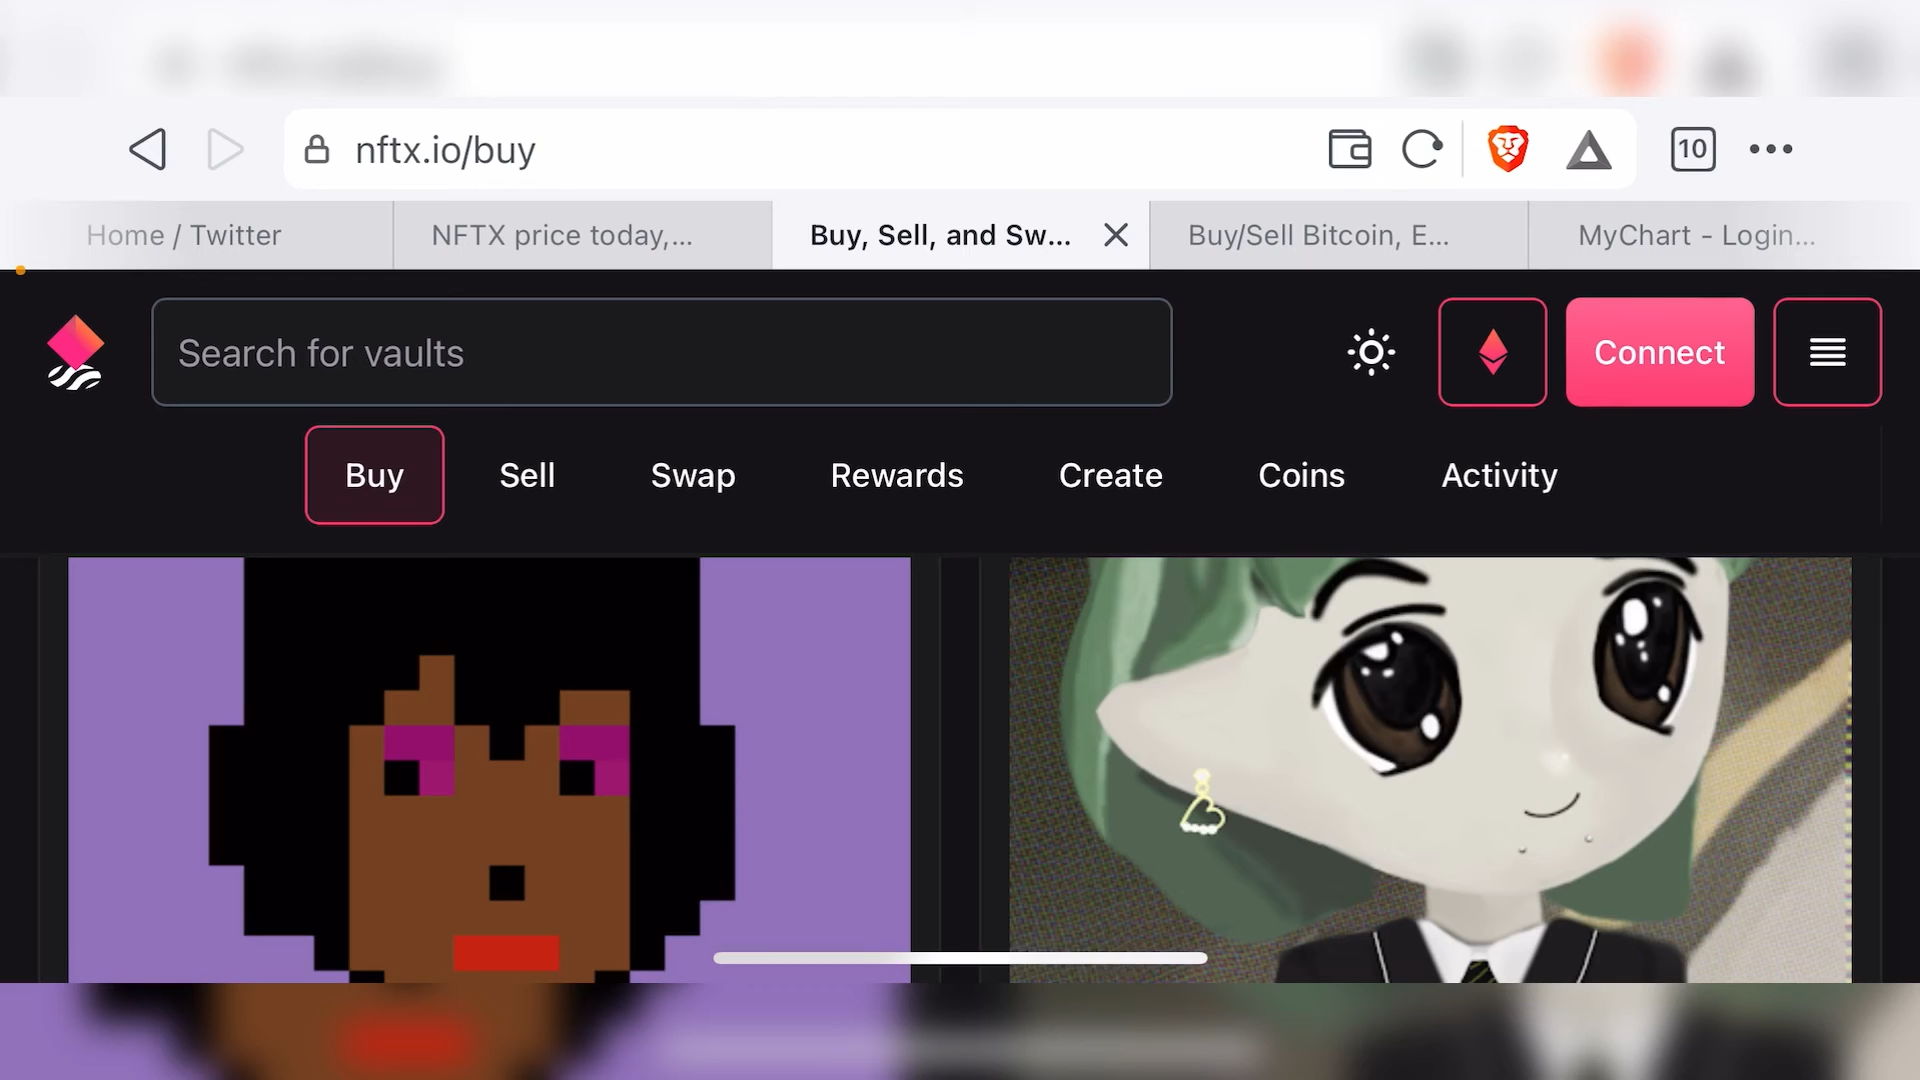 nftx.io/buy
10
Home / Twitter
NFTX price today,...
Buy, Sell, and Sw...
Buy/Sell Bitcoin, E...
MyChart - Login...
Search for vaults
Connect
Buy
Sell
Swap
Rewards
Create
Coins
Activity